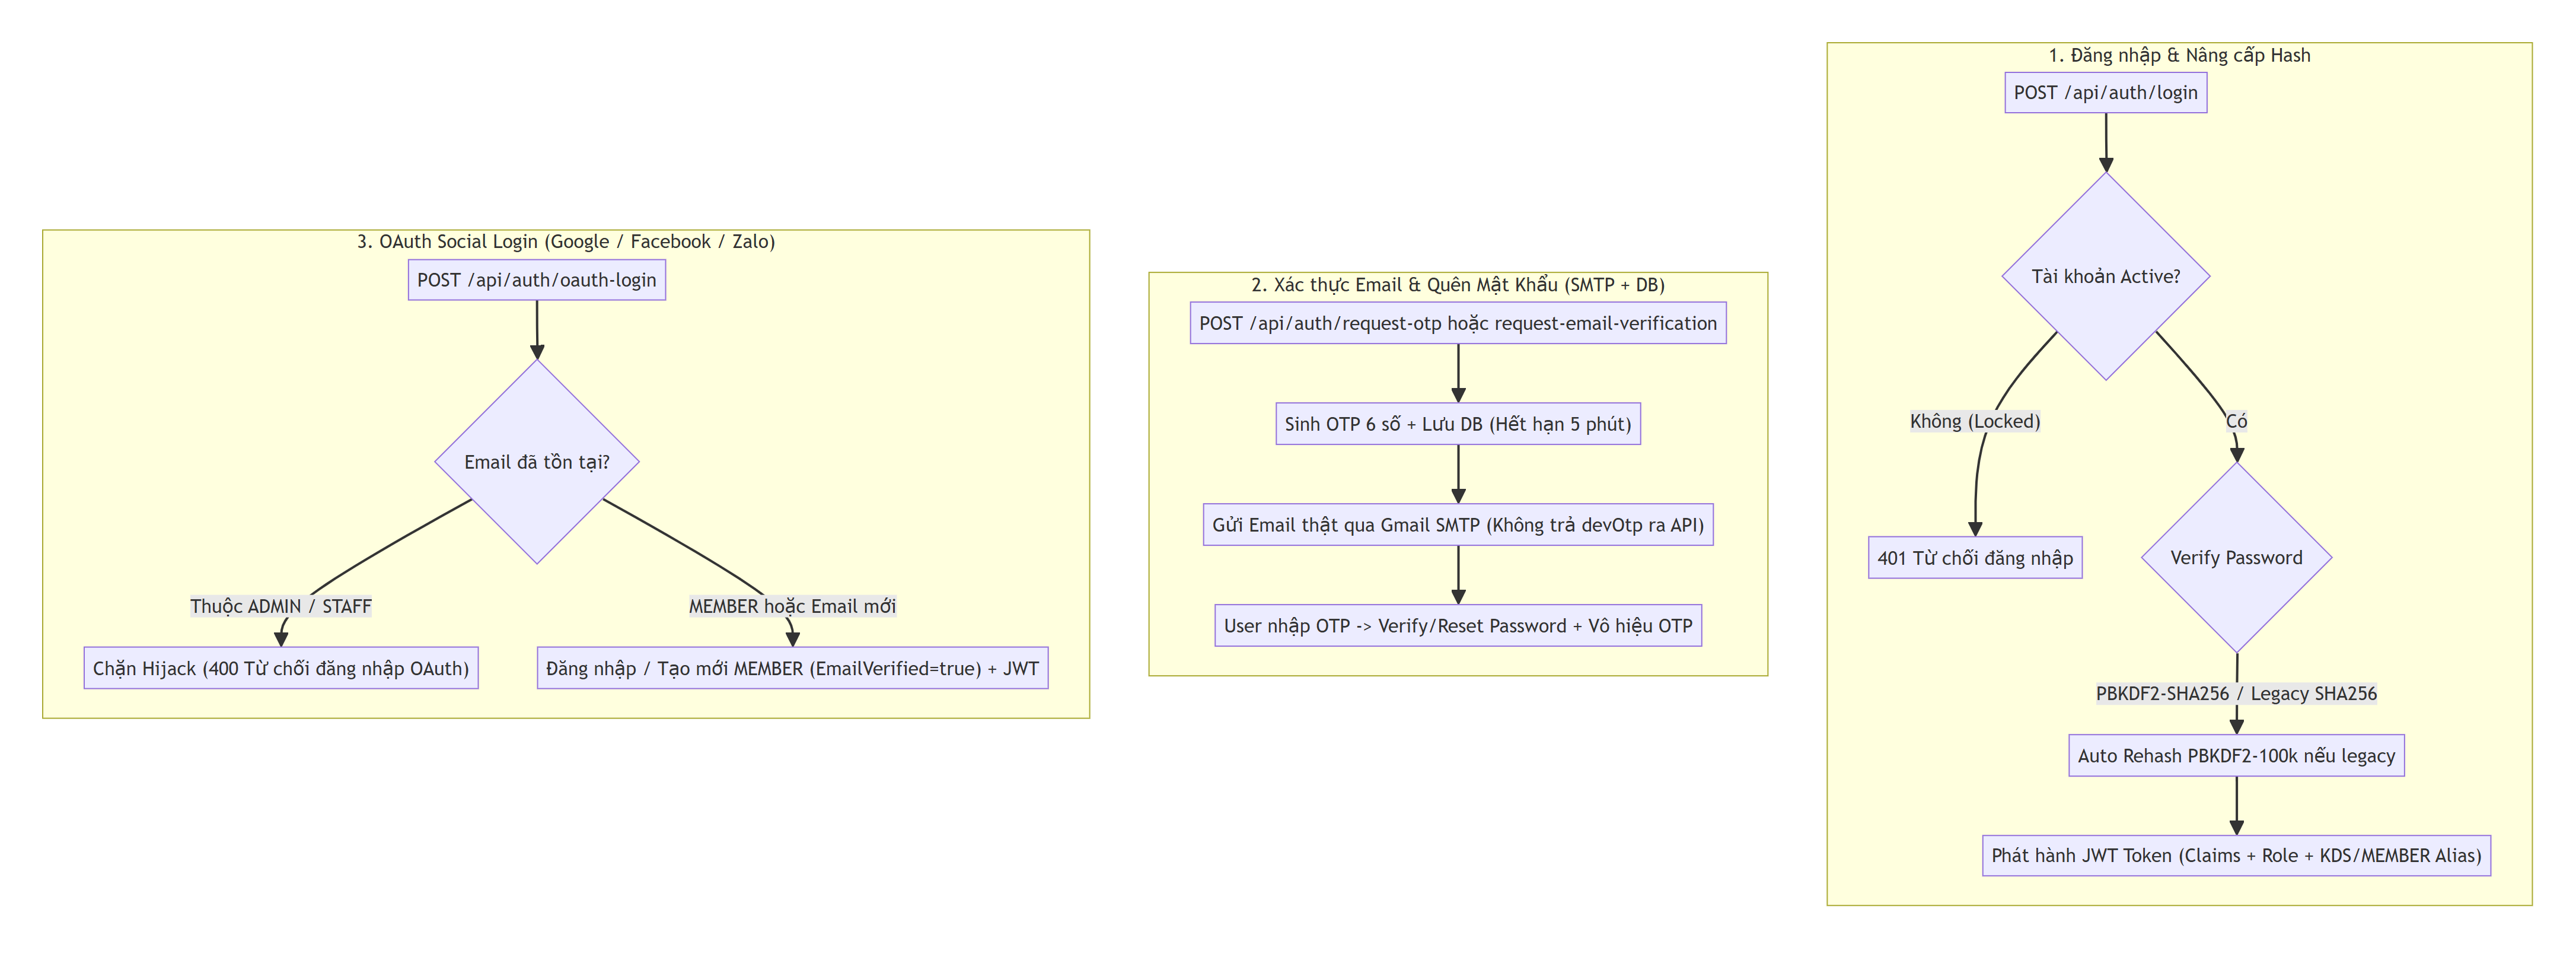 3. OAuth Social Login (Google / Facebook / Zalo)
POST /api/auth/oauth-login
Email đã tồn tại?
Thuộc ADMIN / STAFF
MEMBER hoặc Email mới
Chặn Hijack (400 Từ chối đăng nhập OAuth)
Đăng nhập / Tạo mới MEMBER (EmailVerified=true) + JWT
2. Xác thực Email & Quên Mật Khẩu (SMTP + DB)
POST /api/auth/request-otp hoặc request-email-verification
Sinh OTP 6 số + Lưu DB (Hết hạn 5 phút)
Gửi Email thật qua Gmail SMTP (Không trả devOtp ra API)
User nhập OTP -> Verify/Reset Password + Vô hiệu OTP
1. Đăng nhập & Nâng cấp Hash
POST /api/auth/login
Tài khoản Active?
Không (Locked)
Có
401 Từ chối đăng nhập
Verify Password
PBKDF2-SHA256 / Legacy SHA256
Auto Rehash PBKDF2-100k nếu legacy
Phát hành JWT Token (Claims + Role + KDS/MEMBER Alias)